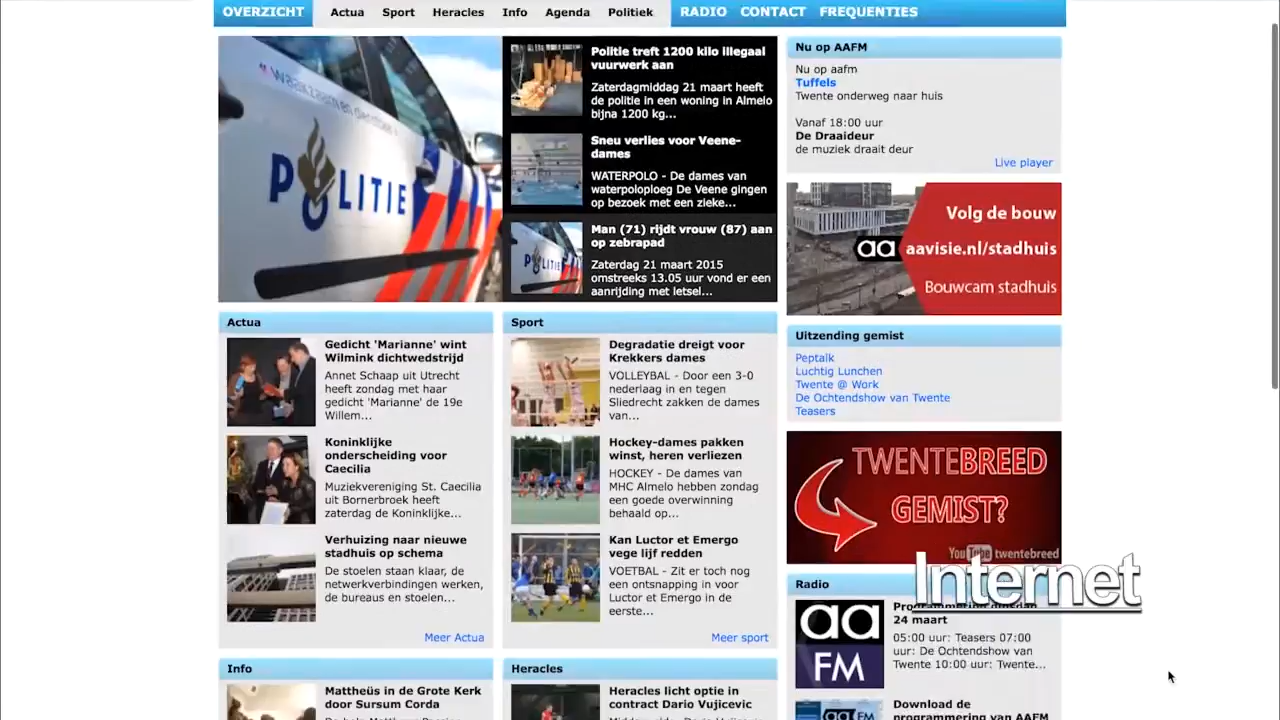 OVERZICHT Actua Sport Heracles Info Agenda Politiek RADIO CONTACT FREQUENTIES
POLITIE
Politie treft 1200 kilo illegaal
vuurwerk aan
Zaterdagmiddag 21 maart heeft
de politie in een woning in Almelo
bijna 1200 kg...
Sneu verlies voor Veene-
dames
WATERPOLO - De dames van
waterpoloploeg De Veene gingen
op bezoek met een zieke...
Man (71) rijdt vrouw (87) aan
op zebrapad
Zaterdag 21 maart 2015
omstreeks 13.05 uur vond er een
aanrijding met letsel...
Nu op AAFM
Nu op aafm
Tuffels
Twente onderweg naar huis
Vanaf 18:00 uur
De Draaideur
de muziek draait deur
Live player
Volg de bouw
aa aavisie.nl/stadhuis
Bouwcam stadhuis
Uitzending gemist
Peptalk
Luchtig Lunchen
Twente @ Work
De Ochtendshow van Twente
Teasers
TWENTEBREED
GEMIST?
YouTube twentebreed
Actua
Gedicht 'Marianne' wint
Wilmink dichtwedstrijd
Annet Schaap uit Utrecht
heeft zondag met haar
gedicht 'Marianne' de 19e
Willem...
Koninklijke
onderscheiding voor
Caecilia
Muziekvereniging St. Caecilia
uit Bornerbroek heeft
zaterdag de Koninklijke...
Verhuizing naar nieuwe
stadhuis op schema
De stoelen staan klaar, de
netwerkverbindingen werken,
de bureaus en stoelen...
Meer Actua
Sport
Degradatie dreigt voor
Krekkers dames
VOLLEYBAL - Door een 3-0
nederlaag in en tegen
Sliedrecht zakken de dames
van...
Hockey-dames pakken
winst, heren verliezen
HOCKEY - De dames van
MHC Almelo hebben zondag
een goede overwinning
behaald op...
Kan Luctor et Emergo
vege lijf redden
VOETBAL - Zit er toch nog
een ontsnapping in voor
Luctor et Emergo in de
eerste...
Meer sport
Radio
Internet
aa
FM
Programmering dinsdag
24 maart
05:00 uur: Teasers 07:00
uur: De Ochtendshow van
Twente 10:00 uur: Twente...
Download de
programmering van AAFM
Info
Mattheüs in de Grote Kerk
door Sursum Corda
Heracles
Heracles licht optie in
contract Dario Vujicevic